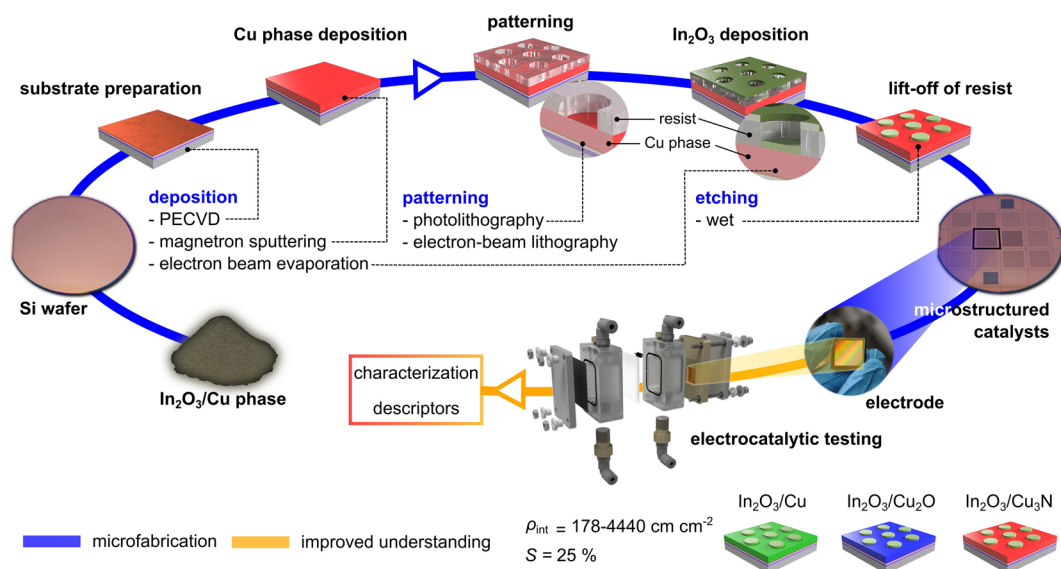 patterning
Cu phase deposition
In₂O₃ deposition
substrate preparation
lift-off of resist
resist
Cu phase
deposition
- PECVD
- magnetron sputtering
- electron beam evaporation
patterning
- photolithography
- electron-beam lithography
etching
- wet
Si wafer
microstructured
catalysts
In₂O₃/Cu phase
characterization
descriptors
electrode
electrocatalytic testing
In₂O₃/Cu
In₂O₃/Cu₂O
In₂O₃/Cu₃N
ρint = 178-4440 cm cm⁻²
S = 25 %
microfabrication
improved understanding